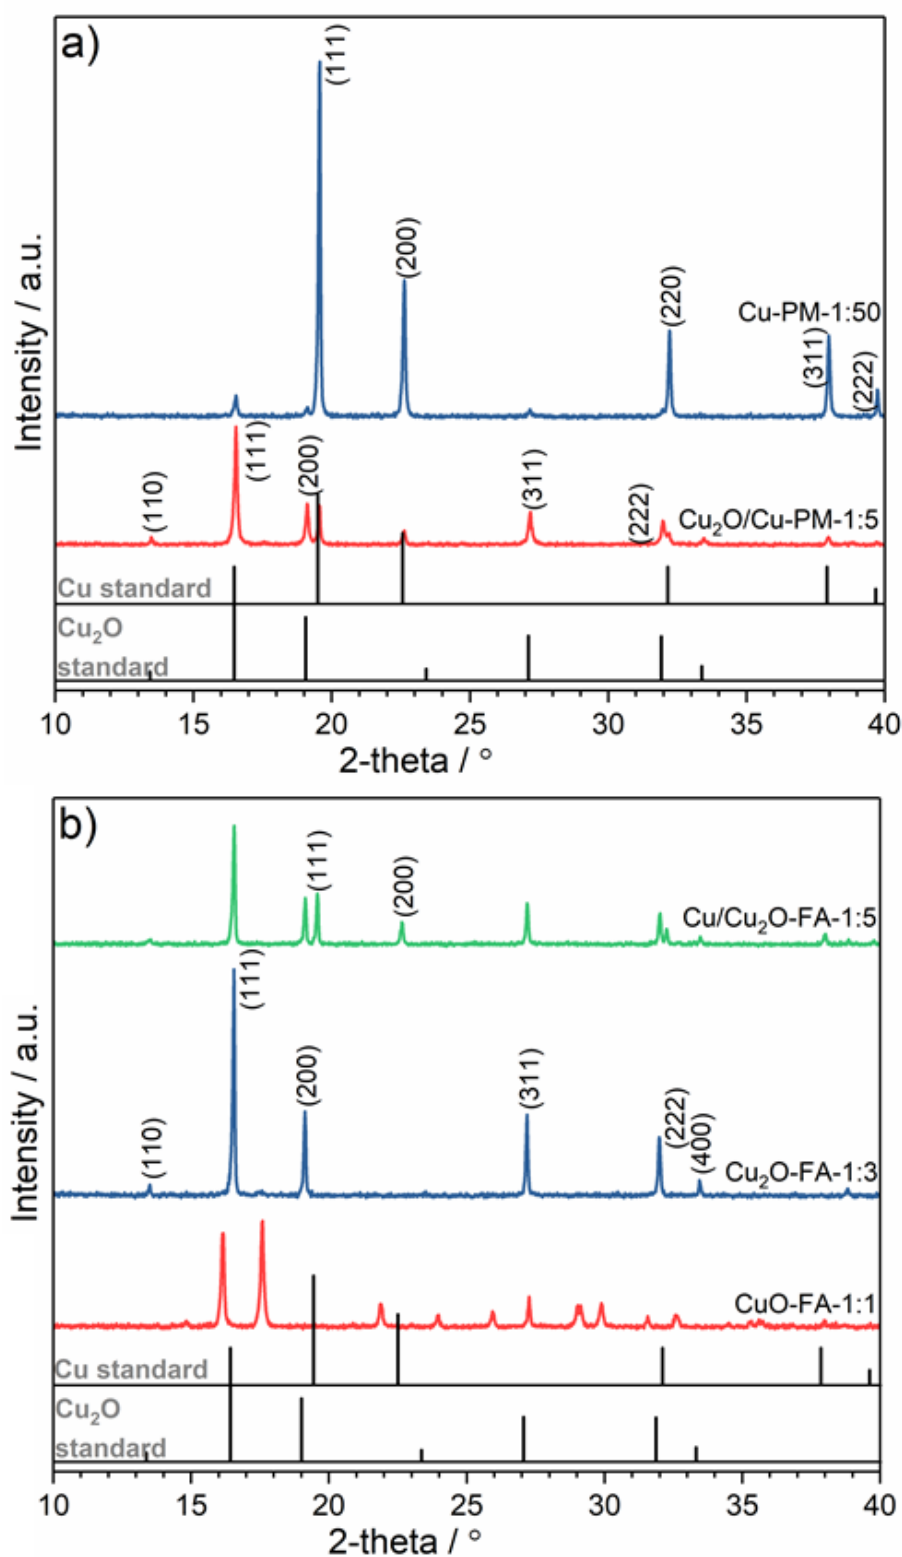 a)
(111)
(200)
(220)
Cu-PM-1:50
(311)
(222)
(110)
(111)
(200)
(311)
(222)
Cu₂O/Cu-PM-1:5
Cu standard
Cu₂O
standard
10 15 20 25 30 35 40
2-theta / °
Intensity / a.u.
b)
(111)
(200)
Cu/Cu₂O-FA-1:5
(110)
(111)
(200)
(311)
(222)
(400)
Cu₂O-FA-1:3
CuO-FA-1:1
Cu standard
Cu₂O
standard
10 15 20 25 30 35 40
2-theta / °
Intensity / a.u.